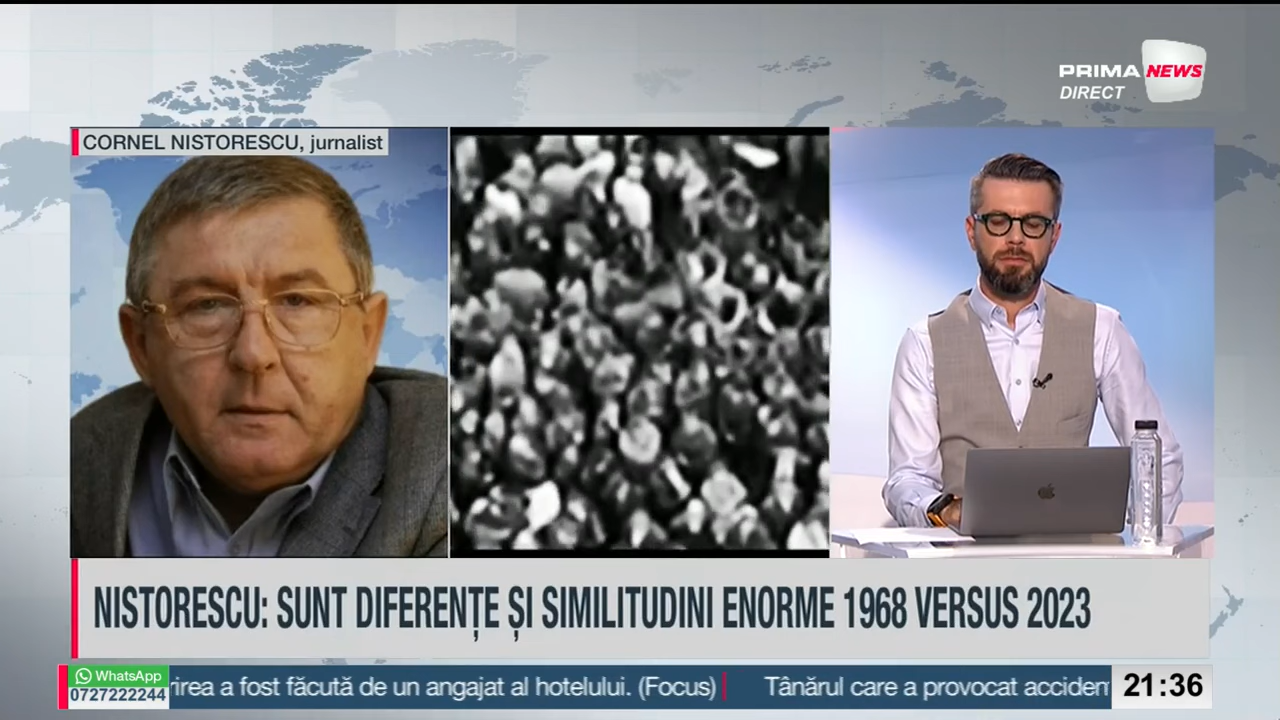 PRIMA NEWS
DIRECT
CORNEL NISTORESCU, jurnalist
NISTORESCU: SUNT DIFERENȚE ȘI SIMILITUDINI ENORME 1968 VERSUS 2023
WhatsApp
0727222244
rirea a fost făcută de un angajat al hotelului. (Focus)
Tânărul care a provocat acciden
21:36